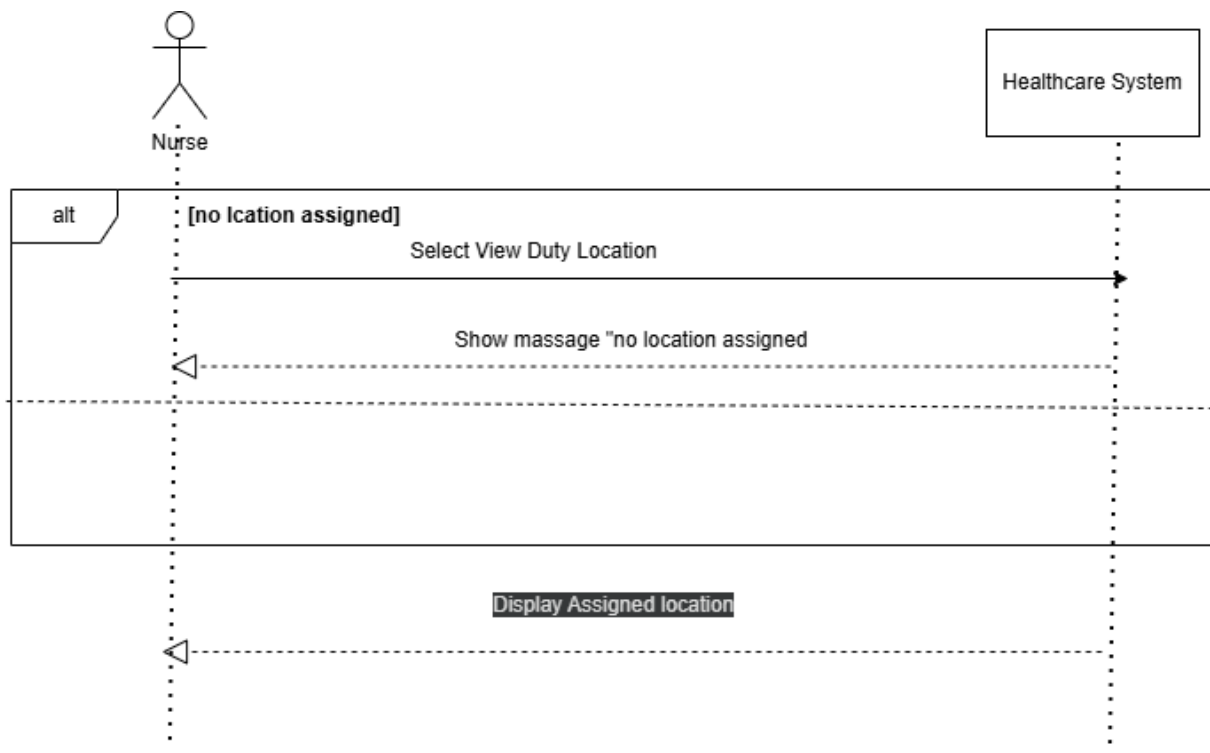 Healthcare System
Nurse
alt
[no lcation assigned]
Select View Duty Location
Show massage "no location assigned
Display Assigned location